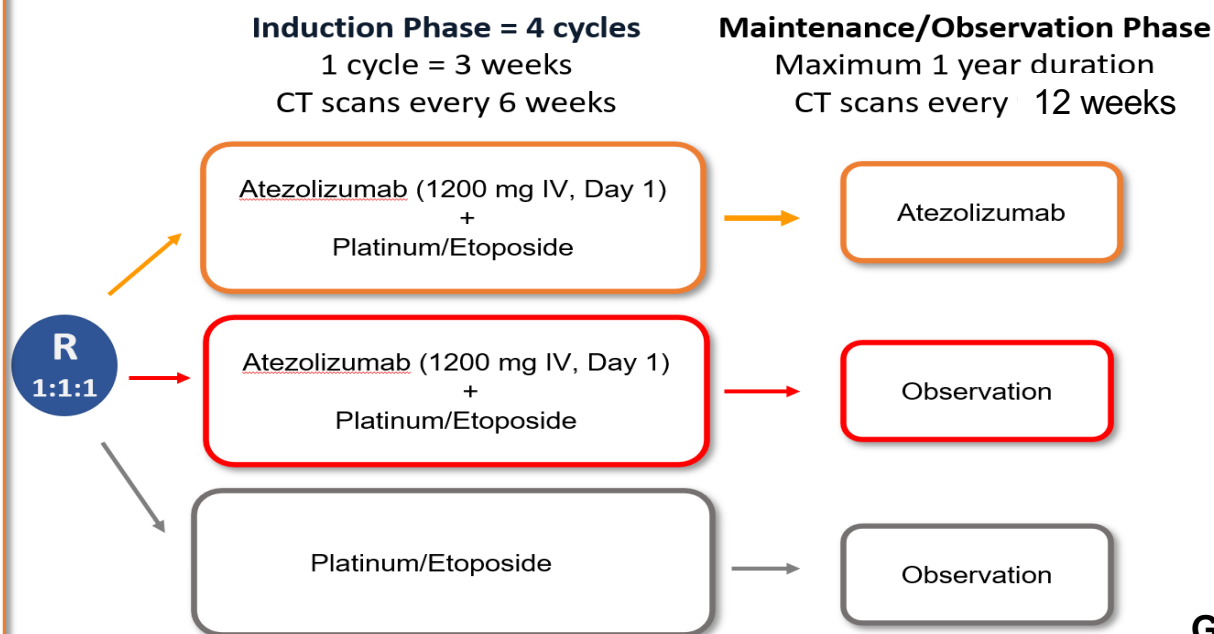 Induction Phase = 4 cycles
1 cycle = 3 weeks
CT scans every 6 weeks
Maintenance/Observation Phase
Maximum 1 year duration
CT scans every 12 weeks
Atezolizumab (1200 mg IV, Day 1)
+
Platinum/Etoposide
Atezolizumab
R
1:1:1
Atezolizumab (1200 mg IV, Day 1)
+
Platinum/Etoposide
Observation
Platinum/Etoposide
Observation